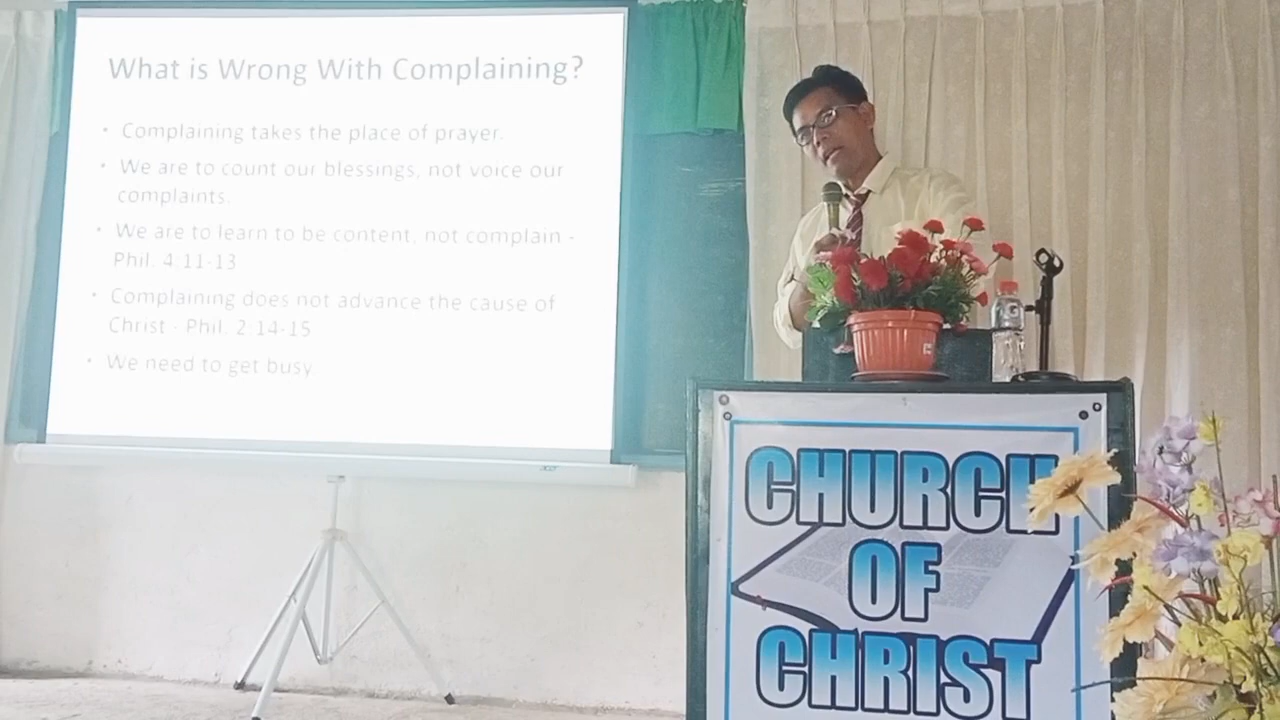 What is Wrong With Complaining?
• Complaining takes the place of prayer.
• We are to count our blessings, not voice our
complaints.
• We are to learn to be content, not complain -
Phil. 4:11-13
• Complaining does not advance the cause of
Christ - Phil. 2:14-15
• We need to get busy
CHURCH
OF
CHRIST